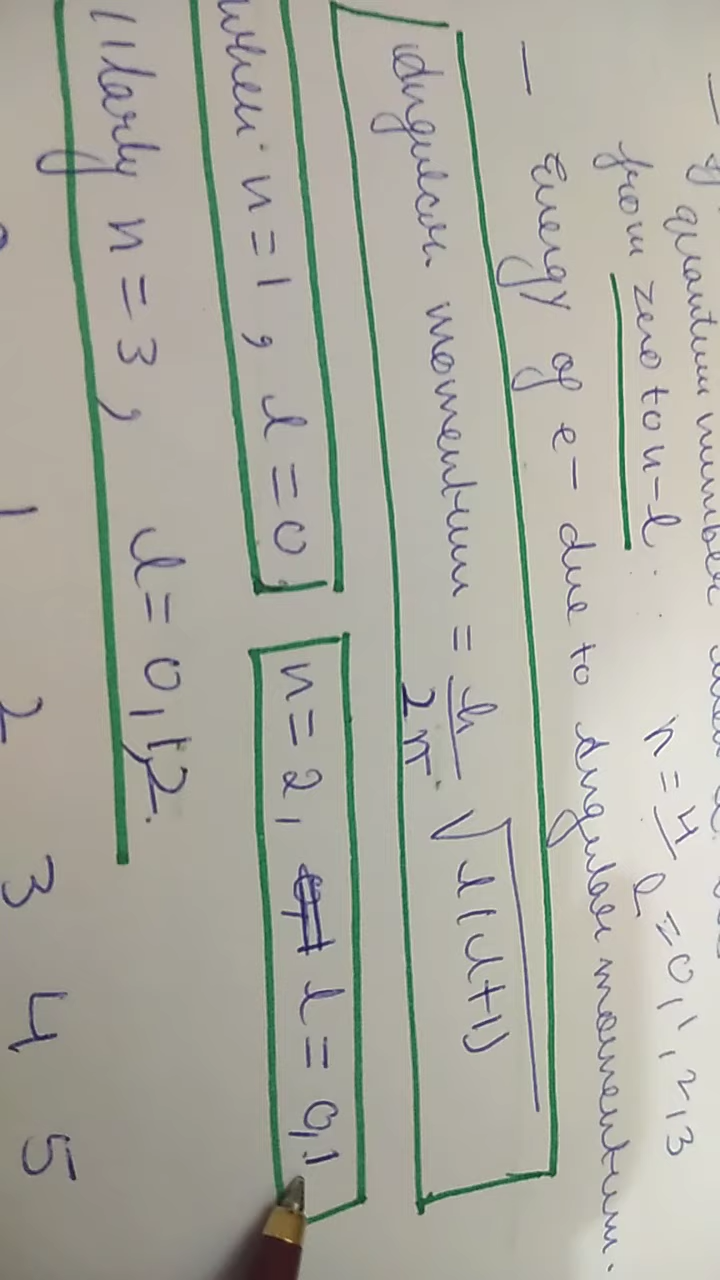 quantum number
from zero to n-l : n = 4 l = 0, 1, 2, 3
— Energy of e- due to Angular momentum.
Angular momentum = h/2π √l(l+1)
when n=1, l=0 n=2, l=0,1
lllarly n=3, l=0,1,2.
1 2 3 4 5